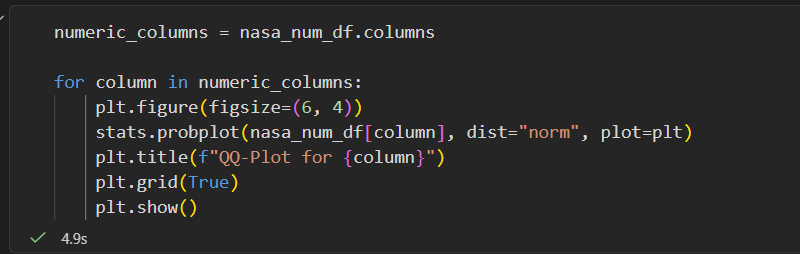 numeric_columns = nasa_num_df.columns
for column in numeric_columns:
    plt.figure(figsize=(6, 4))
    stats.probplot(nasa_num_df[column], dist="norm", plot=plt)
    plt.title(f"QQ-Plot for {column}")
    plt.grid(True)
    plt.show()
4.9s